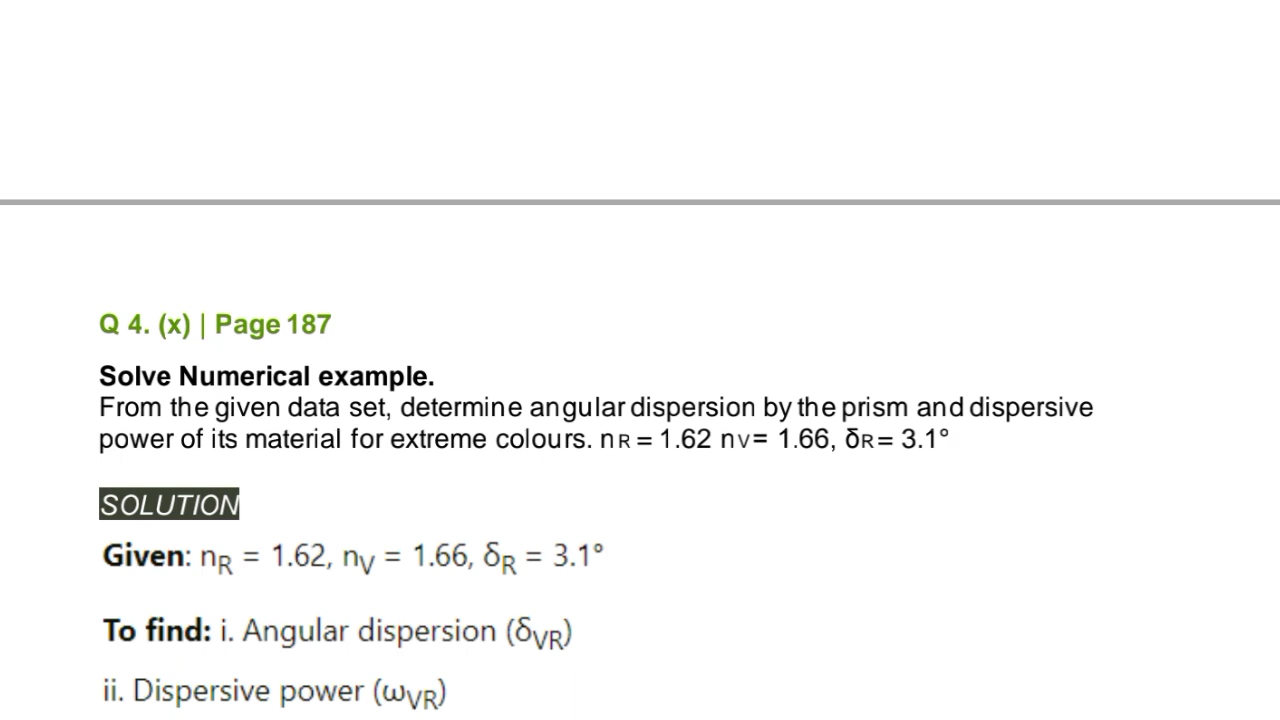 Q 4. (x) | Page 187
Solve Numerical example.
From the given data set, determine angular dispersion by the prism and dispersive
power of its material for extreme colours. nR = 1.62 nV= 1.66, δR= 3.1°
SOLUTION
Given: nR = 1.62, nV = 1.66, δR = 3.1°
To find: i. Angular dispersion (δVR)
ii. Dispersive power (ωVR)